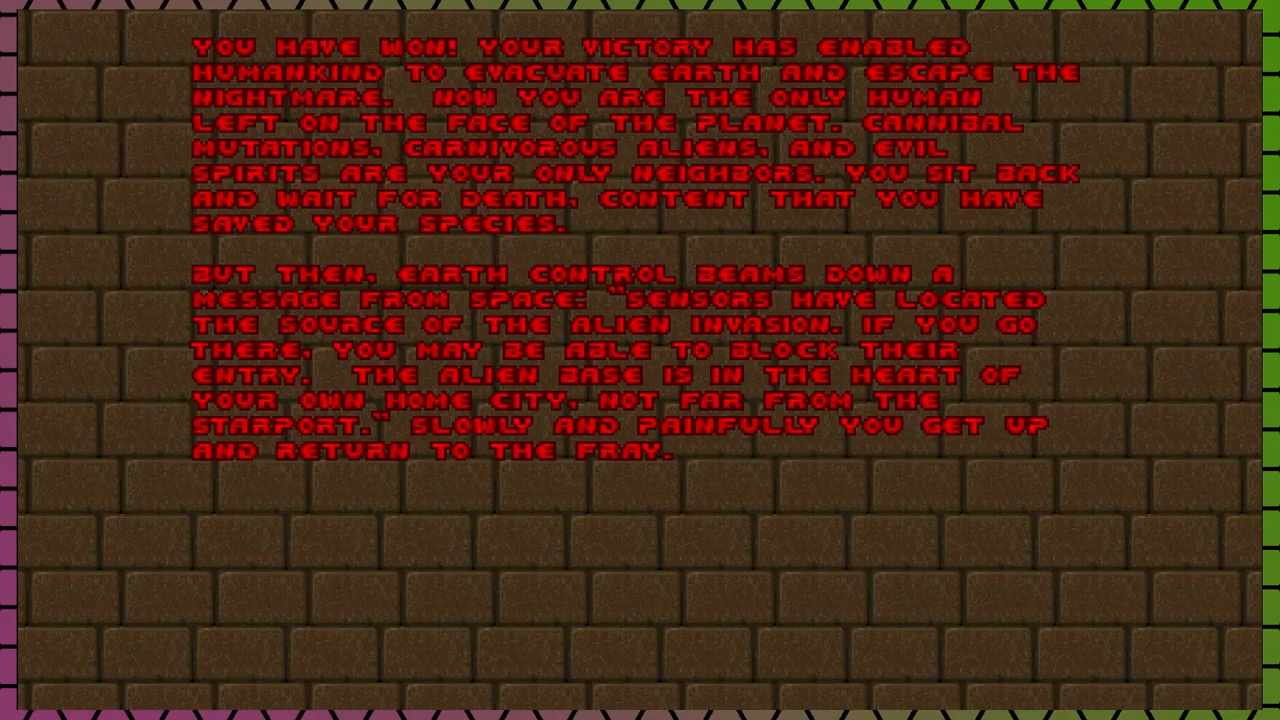 YOU HAVE WON! YOUR VICTORY HAS ENABLED
HUMANKIND TO EVACUATE EARTH AND ESCAPE THE
NIGHTMARE.  NOW YOU ARE THE ONLY HUMAN
LEFT ON THE FACE OF THE PLANET. CANNIBAL
MUTATIONS, CARNIVOROUS ALIENS, AND EVIL
SPIRITS ARE YOUR ONLY NEIGHBORS. YOU SIT BACK
AND WAIT FOR DEATH, CONTENT THAT YOU HAVE
SAVED YOUR SPECIES.
BUT THEN, EARTH CONTROL BEAMS DOWN A
MESSAGE FROM SPACE: "SENSORS HAVE LOCATED
THE SOURCE OF THE ALIEN INVASION. IF YOU GO
THERE, YOU MAY BE ABLE TO BLOCK THEIR
ENTRY.  THE ALIEN BASE IS IN THE HEART OF
YOUR OWN HOME CITY, NOT FAR FROM THE
STARPORT." SLOWLY AND PAINFULLY YOU GET UP
AND RETURN TO THE FRAY.